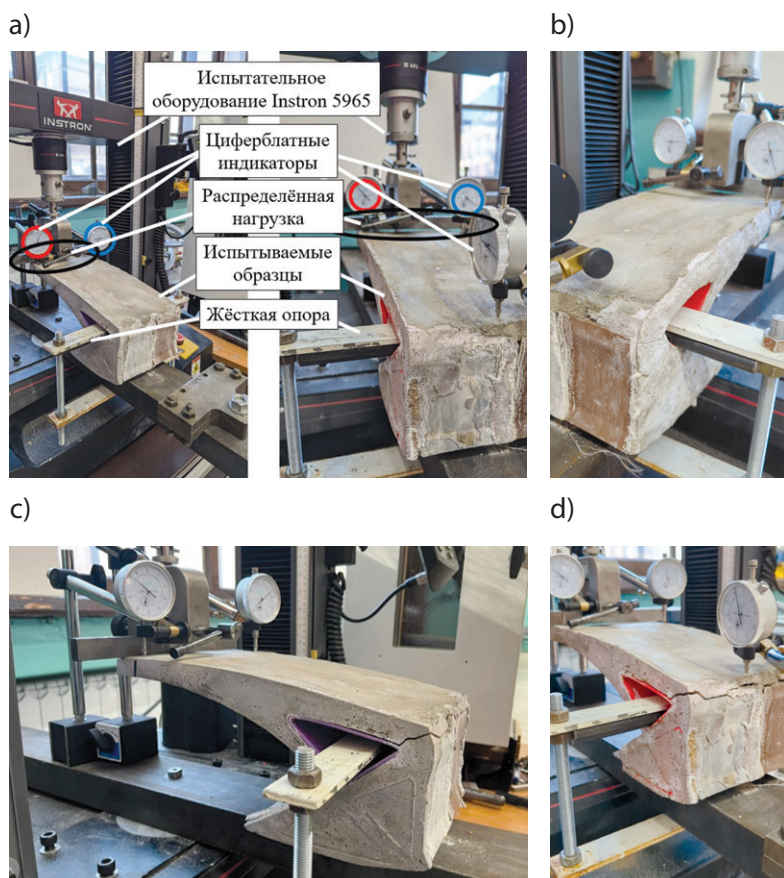 a)
b)
Испытательное
оборудование Instron 5965
INSTRON
Циферблатные
индикаторы
Распределённая
нагрузка
Испытываемые
образцы
Жёсткая опора
c)
d)